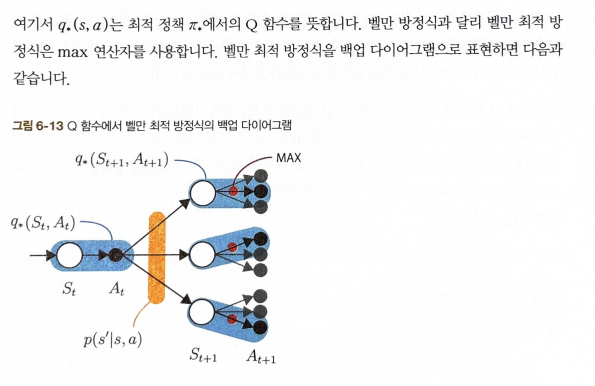 여기서 q*(s, a)는 최적 정책 π*에서의 Q 함수를 뜻합니다. 벨만 방정식과 달리 벨만 최적 방
정식은 max 연산자를 사용합니다. 벨만 최적 방정식을 백업 다이어그램으로 표현하면 다음과
같습니다.
그림 6-13 Q 함수에서 벨만 최적 방정식의 백업 다이어그램
q*(St+1, At+1)
MAX
q*(St, At)
St
At
p(s′|s, a)
St+1
At+1